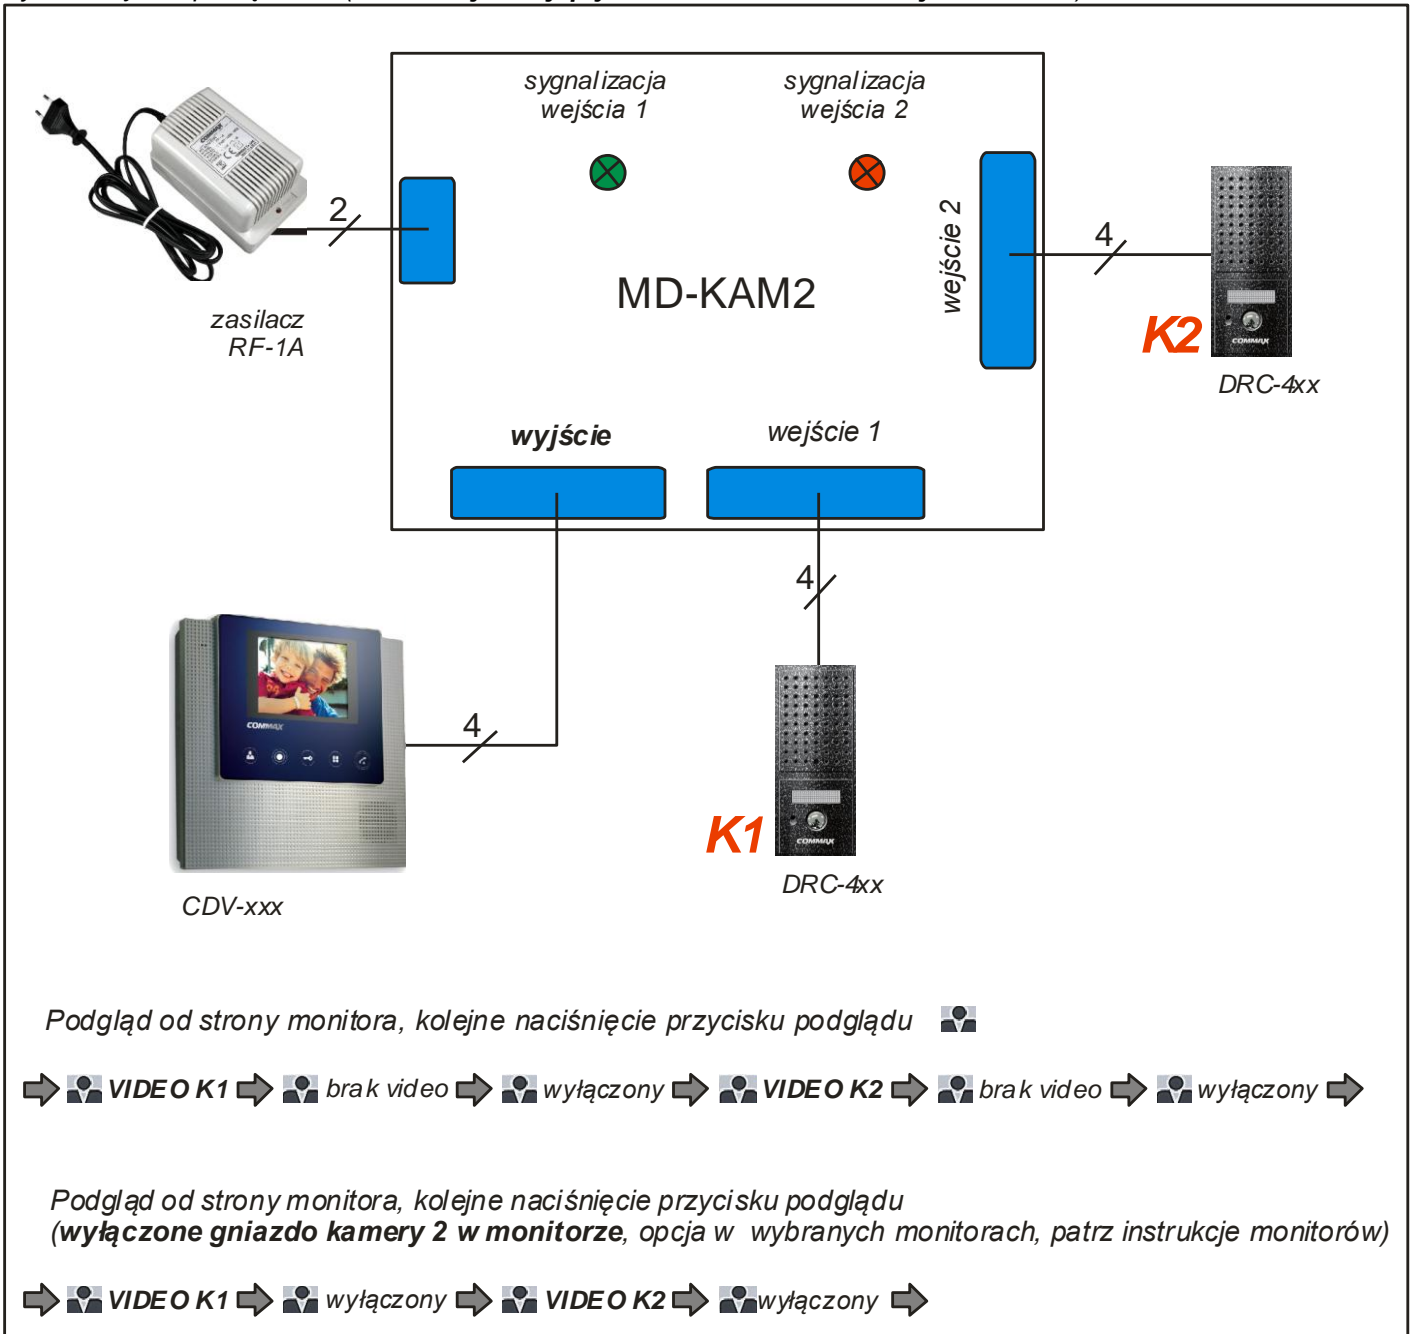 sygnalizacja
wejścia 1
sygnalizacja
wejścia 2
2
wejście 2
4
MD-KAM2
zasilacz
RF-1A
K2
COMMAX
DRC-4xx
wyjście
wejście 1
4
COMMAX
4
K1
COMMAX
DRC-4xx
CDV-xxx
Podgląd od strony monitora, kolejne naciśnięcie przycisku podglądu
VIDEO K1 brak video wyłączony VIDEO K2 brak video wyłączony
Podgląd od strony monitora, kolejne naciśnięcie przycisku podglądu
(wyłączone gniazdo kamery 2 w monitorze, opcja w wybranych monitorach, patrz instrukcje monitorów)
VIDEO K1 wyłączony VIDEO K2 wyłączony